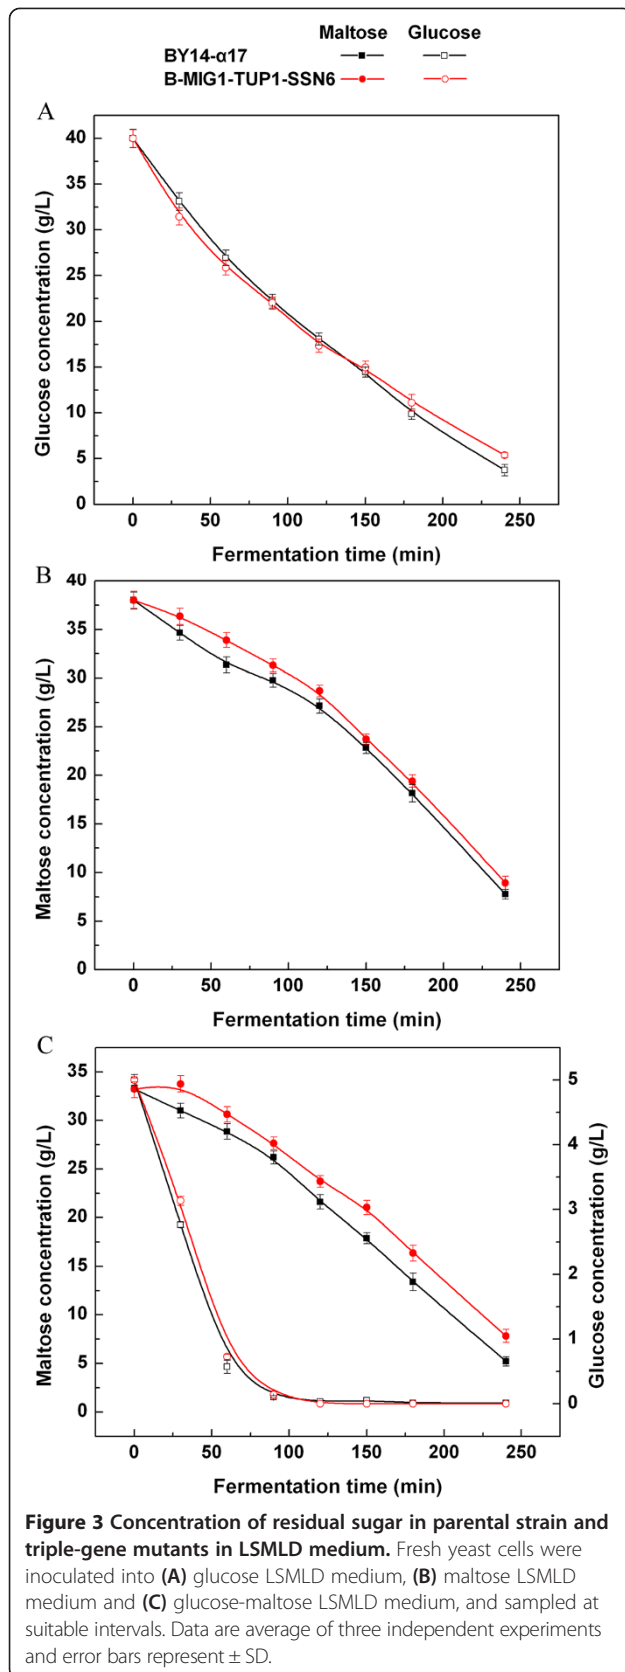 Maltose Glucose
BY14-α17
B-MIG1-TUP1-SSN6
A
40
35
30
25
20
15
10
5
0
Glucose concentration (g/L)
0 50 100 150 200 250
Fermentation time (min)
B
40
35
30
25
20
15
10
5
0
Maltose concentration (g/L)
0 50 100 150 200 250
Fermentation time (min)
C
35
30
25
20
15
10
5
0
Maltose concentration (g/L)
5
4
3
2
1
0
Glucose concentration (g/L)
0 50 100 150 200 250
Fermentation time (min)
Figure 3 Concentration of residual sugar in parental strain and
triple-gene mutants in LSMLD medium. Fresh yeast cells were
inoculated into (A) glucose LSMLD medium, (B) maltose LSMLD
medium and (C) glucose-maltose LSMLD medium, and sampled at
suitable intervals. Data are average of three independent experiments
and error bars represent ± SD.